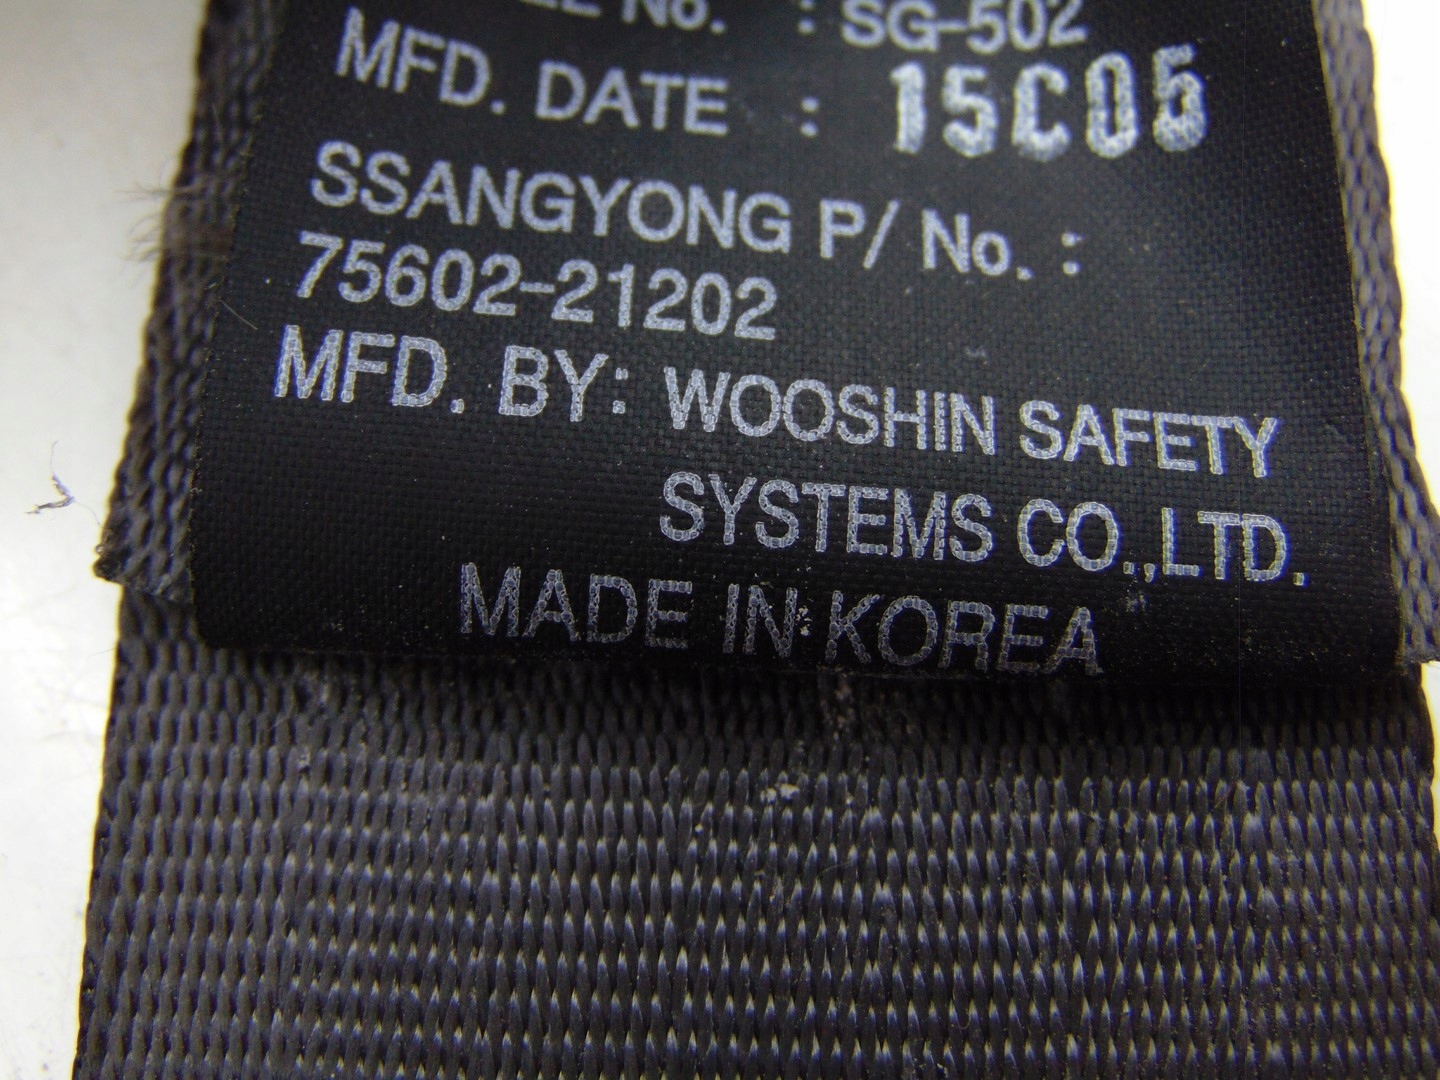 No. : SG-502
MFD. DATE : 15C05
SSANGYONG P/ No. :
75602-21202
MFD. BY: WOOSHIN SAFETY
SYSTEMS CO.,LTD.
MADE IN KOREA